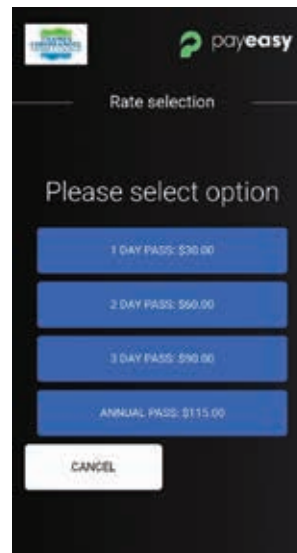 payeasy
Rate selection
Please select option
1 DAY PASS: $30.00
2 DAY PASS: $60.00
3 DAY PASS: $90.00
ANNUAL PASS: $115.00
CANCEL